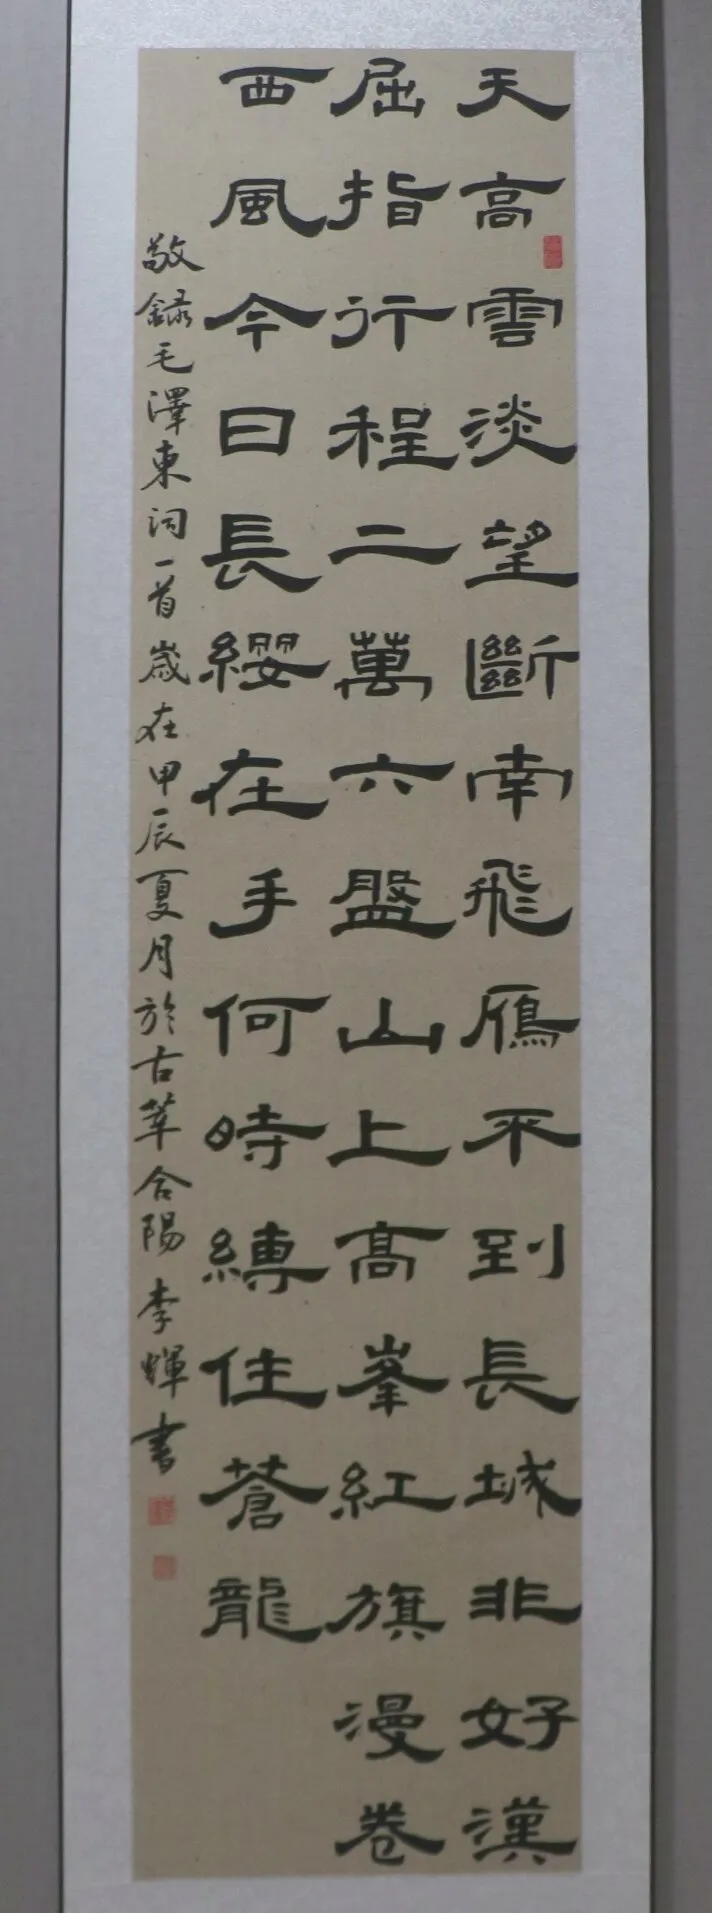 天高雲淡望斷南飛雁不到長城非好漢
屈指行程二萬六盤山上高峯紅旗漫卷
西風今日長纓在手何時縛住蒼龍
敬録毛澤東词一首歲在甲辰夏月於古莘合陽李輝書